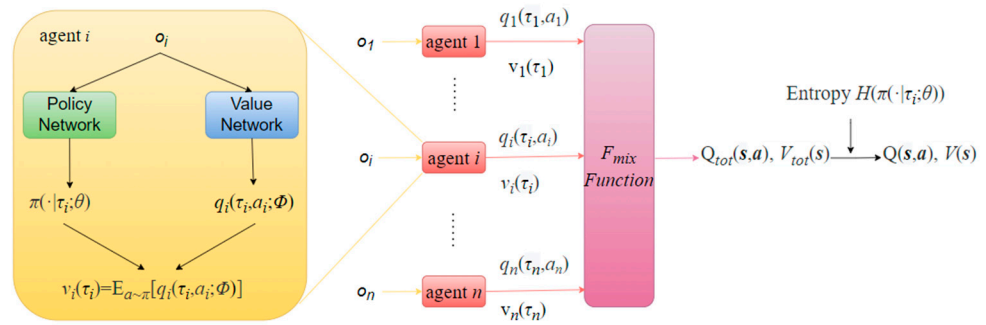 agent i
o_i
Policy
Network
Value
Network
π(·|τ_i;θ)
q_i(τ_i,a_i;Φ)
v_i(τ_i)=E_{a~π}[q_i(τ_i,a_i;Φ)]
o_1
agent 1
q_1(τ_1,a_1)
v_1(τ_1)
o_i
agent i
q_i(τ_i,a_i)
v_i(τ_i)
o_n
agent n
q_n(τ_n,a_n)
v_n(τ_n)
F_mix
Function
Q_tot(s,a), V_tot(s)
Entropy H(π(·|τ_i;θ))
Q(s,a), V(s)